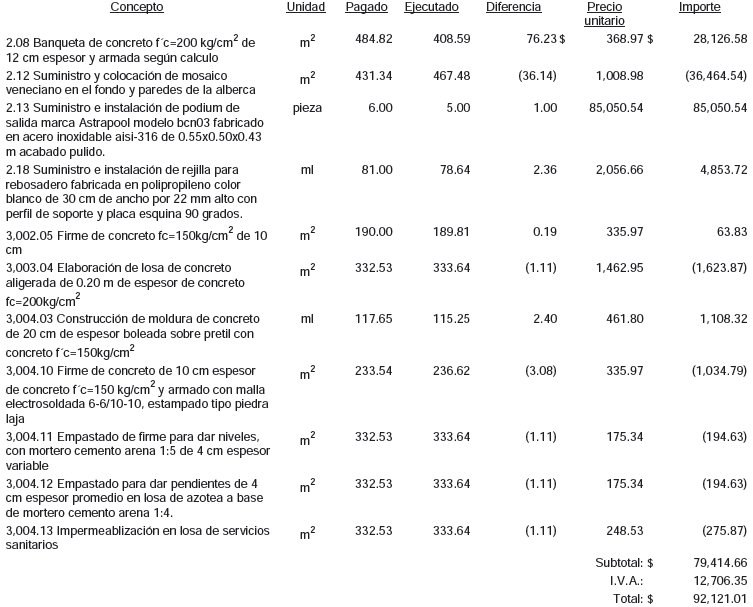 Concepto Unidad Pagado Ejecutado Diferencia Precio unitario Importe
2.08 Banqueta de concreto f´c=200 kg/cm² de m² 484.82 408.59 76.23 $ 368.97 $ 28,126.58
12 cm espesor y armada según calculo
2.12 Suministro y colocación de mosaico m² 431.34 467.48 (36.14) 1,008.98 (36,464.54)
veneciano en el fondo y paredes de la alberca
2.13 Suministro e instalación de podium de pieza 6.00 5.00 1.00 85,050.54 85,050.54
salida marca Astrapool modelo bcn03 fabricado
en acero inoxidable aisi-316 de 0.55x0.50x0.43
m acabado pulido.
2.18 Suministro e instalación de rejilla para ml 81.00 78.64 2.36 2,056.66 4,853.72
rebosadero fabricada en polipropileno color
blanco de 30 cm de ancho por 22 mm alto con
perfil de soporte y placa esquina 90 grados.
3,002.05 Firme de concreto fc=150kg/cm² de 10 m² 190.00 189.81 0.19 335.97 63.83
cm
3,003.04 Elaboración de losa de concreto m² 332.53 333.64 (1.11) 1,462.95 (1,623.87)
aligerada de 0.20 m de espesor de concreto
fc=200kg/cm²
3,004.03 Construcción de moldura de concreto ml 117.65 115.25 2.40 461.80 1,108.32
de 20 cm de espesor boleada sobre pretil con
concreto f´c=150kg/cm²
3,004.10 Firme de concreto de 10 cm espesor m² 233.54 236.62 (3.08) 335.97 (1,034.79)
de concreto f´c=150 kg/cm² y armado con malla
electrosoldada 6-6/10-10, estampado tipo piedra
laja
3,004.11 Empastado de firme para dar niveles, m² 332.53 333.64 (1.11) 175.34 (194.63)
con mortero cemento arena 1:5 de 4 cm espesor
variable
3,004.12 Empastado para dar pendientes de 4 m² 332.53 333.64 (1.11) 175.34 (194.63)
cm espesor promedio en losa de azotea a base
de mortero cemento arena 1:4.
3,004.13 Impermeablización en losa de servicios m² 332.53 333.64 (1.11) 248.53 (275.87)
sanitarios
Subtotal: $ 79,414.66
I.V.A.: 12,706.35
Total: $ 92,121.01